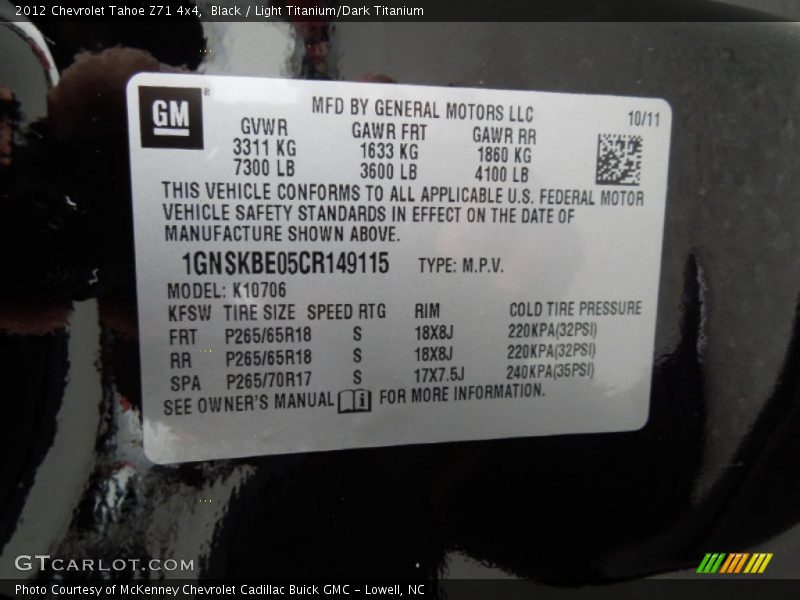 2012 Chevrolet Tahoe Z71 4x4, Black / Light Titanium/Dark Titanium
GM®
MFD BY GENERAL MOTORS LLC
10/11
GVWR GAWR FRT GAWR RR
3311 KG 1633 KG 1860 KG
7300 LB 3600 LB 4100 LB
THIS VEHICLE CONFORMS TO ALL APPLICABLE U.S. FEDERAL MOTOR
VEHICLE SAFETY STANDARDS IN EFFECT ON THE DATE OF
MANUFACTURE SHOWN ABOVE.
1GNSKBE05CR149115 TYPE: M.P.V.
MODEL: K10706
KFSW TIRE SIZE SPEED RTG RIM COLD TIRE PRESSURE
FRT P265/65R18 S 18X8J 220KPA(32PSI)
RR P265/65R18 S 18X8J 220KPA(32PSI)
SPA P265/70R17 S 17X7.5J 240KPA(35PSI)
SEE OWNER'S MANUAL i FOR MORE INFORMATION.
GTCARLOT.COM
Photo Courtesy of McKenney Chevrolet Cadillac Buick GMC - Lowell, NC